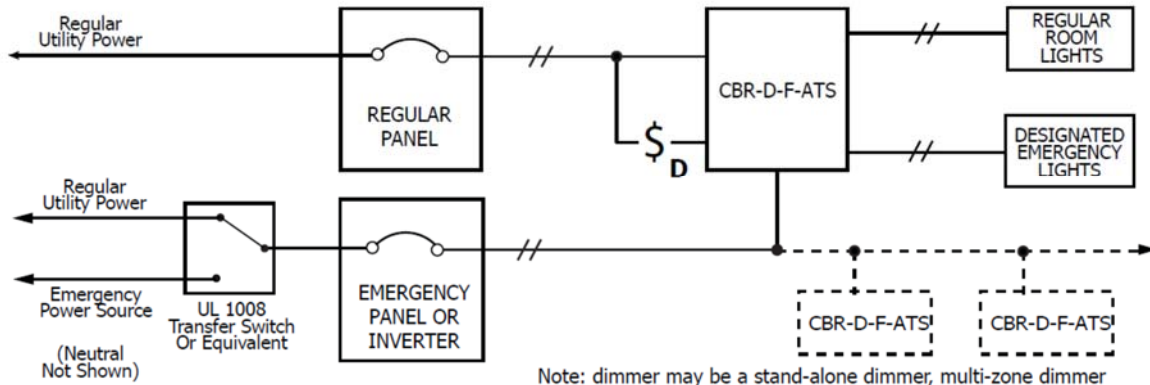 Regular
Utility Power
REGULAR
PANEL
CBR-D-F-ATS
$
D
REGULAR
ROOM
LIGHTS
DESIGNATED
EMERGENCY
LIGHTS
Regular
Utility Power
Emergency
Power Source
(Neutral
Not Shown)
UL 1008
Transfer Switch
Or Equivalent
EMERGENCY
PANEL OR
INVERTER
CBR-D-F-ATS
CBR-D-F-ATS
Note: dimmer may be a stand-alone dimmer, multi-zone dimmer